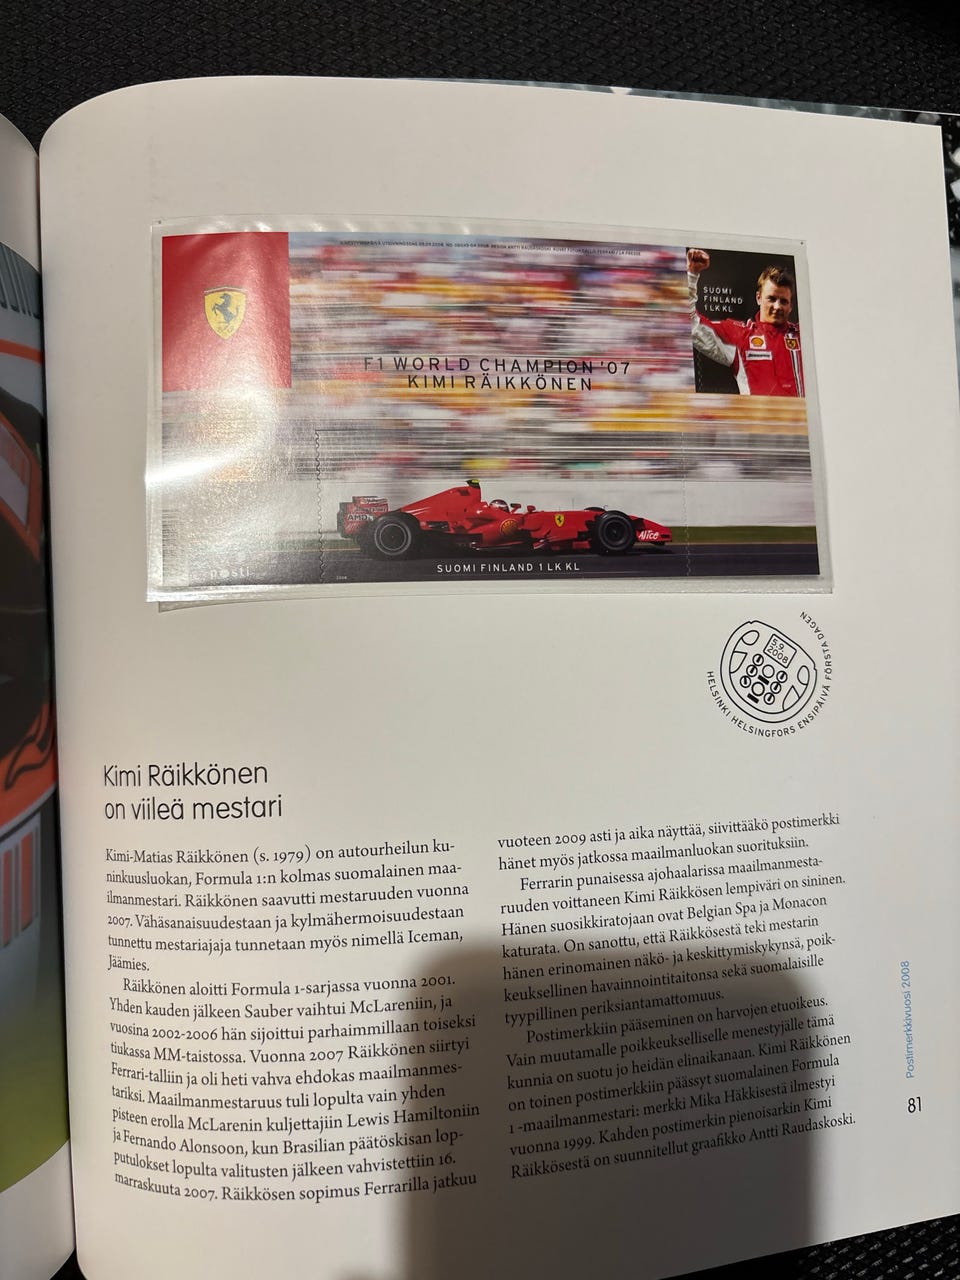 F1 WORLD CHAMPION '07
KIMI RÄIKKÖNEN
SUOMI
FINLAND
1 LK KL
AMD
Alice
posti
2008
SUOMI FINLAND 1 LK KL
5.9.
2008
HELSINKI HELSINGFORS ENSIPÄIVÄ FÖRSTA DAGEN
Kimi Räikkönen
on viileä mestari
Kimi-Matias Räikkönen (s. 1979) on autourheilun ku-
ninkuusluokan, Formula 1:n kolmas suomalainen maa-
ilmanmestari. Räikkönen saavutti mestaruuden vuonna
2007. Vähäsanaisuudestaan ja kylmähermoisuudestaan
tunnettu mestariajaja tunnetaan myös nimellä Iceman,
Jäämies.
Räikkönen aloitti Formula 1-sarjassa vuonna 2001.
Yhden kauden jälkeen Sauber vaihtui McLareniin, ja
vuosina 2002-2006 hän sijoittui parhaimmillaan toiseksi
tiukassa MM-taistossa. Vuonna 2007 Räikkönen siirtyi
Ferrari-talliin ja oli heti vahva ehdokas maailmanmes-
tariksi. Maailmanmestaruus tuli lopulta vain yhden
pisteen erolla McLarenin kuljettajiin Lewis Hamiltoniin
ja Fernando Alonsoon, kun Brasilian päätöskisan lop-
putulokset lopulta valitusten jälkeen vahvistettiin 16.
marraskuuta 2007. Räikkösen sopimus Ferrarilla jatkuu
vuoteen 2009 asti ja aika näyttää, siivittääkö postimerkki
hänet myös jatkossa maailmanluokan suorituksiin.
Ferrarin punaisessa ajohaalarissa maailmanmesta-
ruuden voittaneen Kimi Räikkösen lempiväri on sininen.
Hänen suosikkiratojaan ovat Belgian Spa ja Monacon
katurata. On sanottu, että Räikkösestä teki mestarin
hänen erinomainen näkö- ja keskittymiskykynsä, poik-
keuksellinen havainnointitaitonsa sekä suomalaisille
tyypillinen periksiantamattomuus.
Postimerkkiin pääseminen on harvojen etuoikeus.
Vain muutamalle poikkeukselliselle menestyjälle tämä
kunnia on suotu jo heidän elinaikanaan. Kimi Räikkönen
on toinen postimerkkiin päässyt suomalainen Formula
1 -maailmanmestari: merkki Mika Häkkisestä ilmestyi
vuonna 1999. Kahden postimerkin pienoisarkin Kimi
Räikkösestä on suunnitellut graafikko Antti Raudaskoski.
Postimerkkivuosi 2008
81